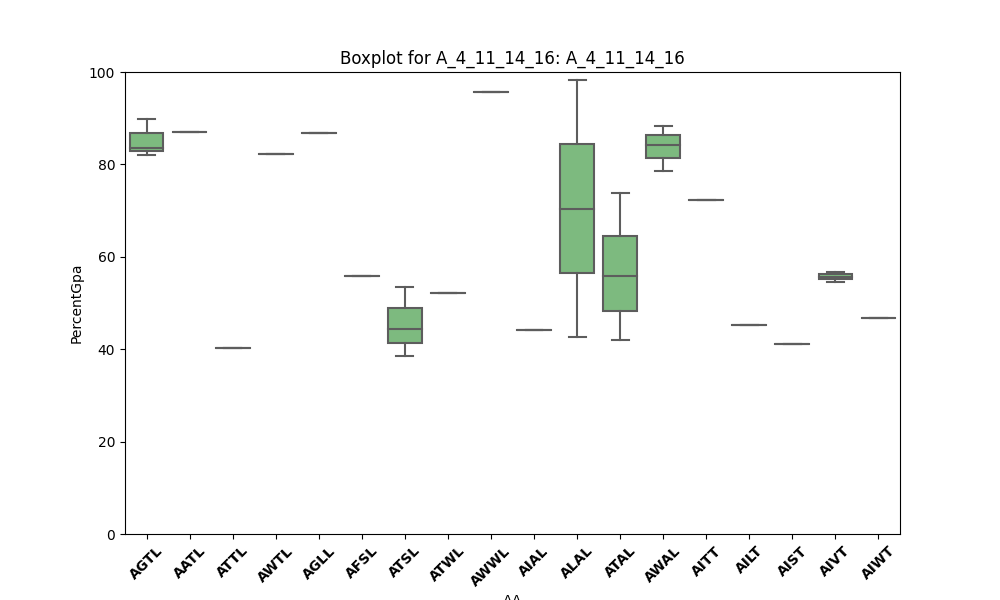 Boxplot for A_4_11_14_16: A_4_11_14_16
PercentGpa
100
80
60
40
20
0
AGTL AATL ATTL AWTL AGLL AFSL ATSL ATWL AWWL AIAL ALAL ATAL AWAL AITT AILT AIST AIVT AIWT
AA